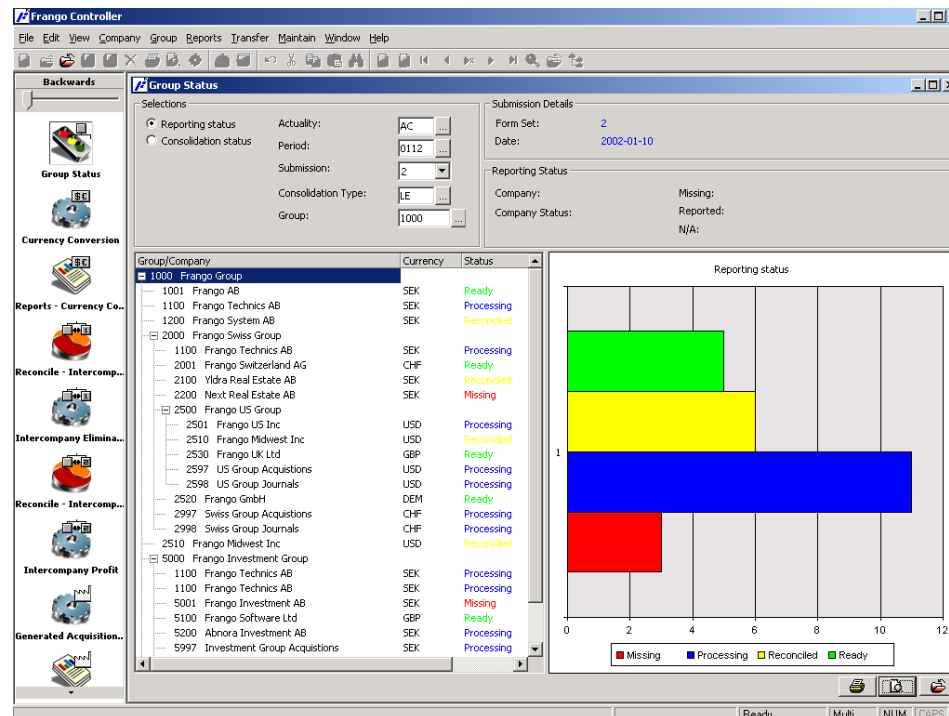 Frango Controller
File Edit View Company Group Reports Transfer Maintain Window Help
Backwards
Group Status
Currency Conversion
Reports - Currency Co..
Reconcile - Intercomp...
Intercompany Elimina...
Reconcile - Intercomp...
Intercompany Profit
Generated Acquisition..
Group Status
Selections
Reporting status
Consolidation status
Actuality: AC ...
Period: 0112 ...
Submission: 2
Consolidation Type: LE ...
Group: 1000 ...
Submission Details
Form Set: 2
Date: 2002-01-10
Reporting Status
Company: Missing:
Company Status: Reported:
N/A:
Group/Company Currency Status
1000 Frango Group
1001 Frango AB SEK Ready
1100 Frango Technics AB SEK Processing
1200 Frango System AB SEK Reconciled
2000 Frango Swiss Group
1100 Frango Technics AB SEK Processing
2001 Frango Switzerland AG CHF Ready
2100 Yldra Real Estate AB SEK Reconciled
2200 Next Real Estate AB SEK Missing
2500 Frango US Group
2501 Frango US Inc USD Processing
2510 Frango Midwest Inc USD Reconciled
2530 Frango UK Ltd GBP Ready
2597 US Group Acquistions USD Processing
2598 US Group Journals USD Processing
2520 Frango GmbH DEM Ready
2997 Swiss Group Acquistions CHF Processing
2998 Swiss Group Journals CHF Processing
2510 Frango Midwest Inc USD Reconciled
5000 Frango Investment Group
1100 Frango Technics AB SEK Processing
1100 Frango Technics AB SEK Processing
5001 Frango Investment AB SEK Missing
5100 Frango Software Ltd GBP Ready
5200 Abnora Investment AB SEK Processing
5997 Investment Group Acquistions SEK Processing
Reporting status
1
0 2 4 6 8 10 12
Missing Processing Reconciled Ready
Ready Multi NUM CAPS